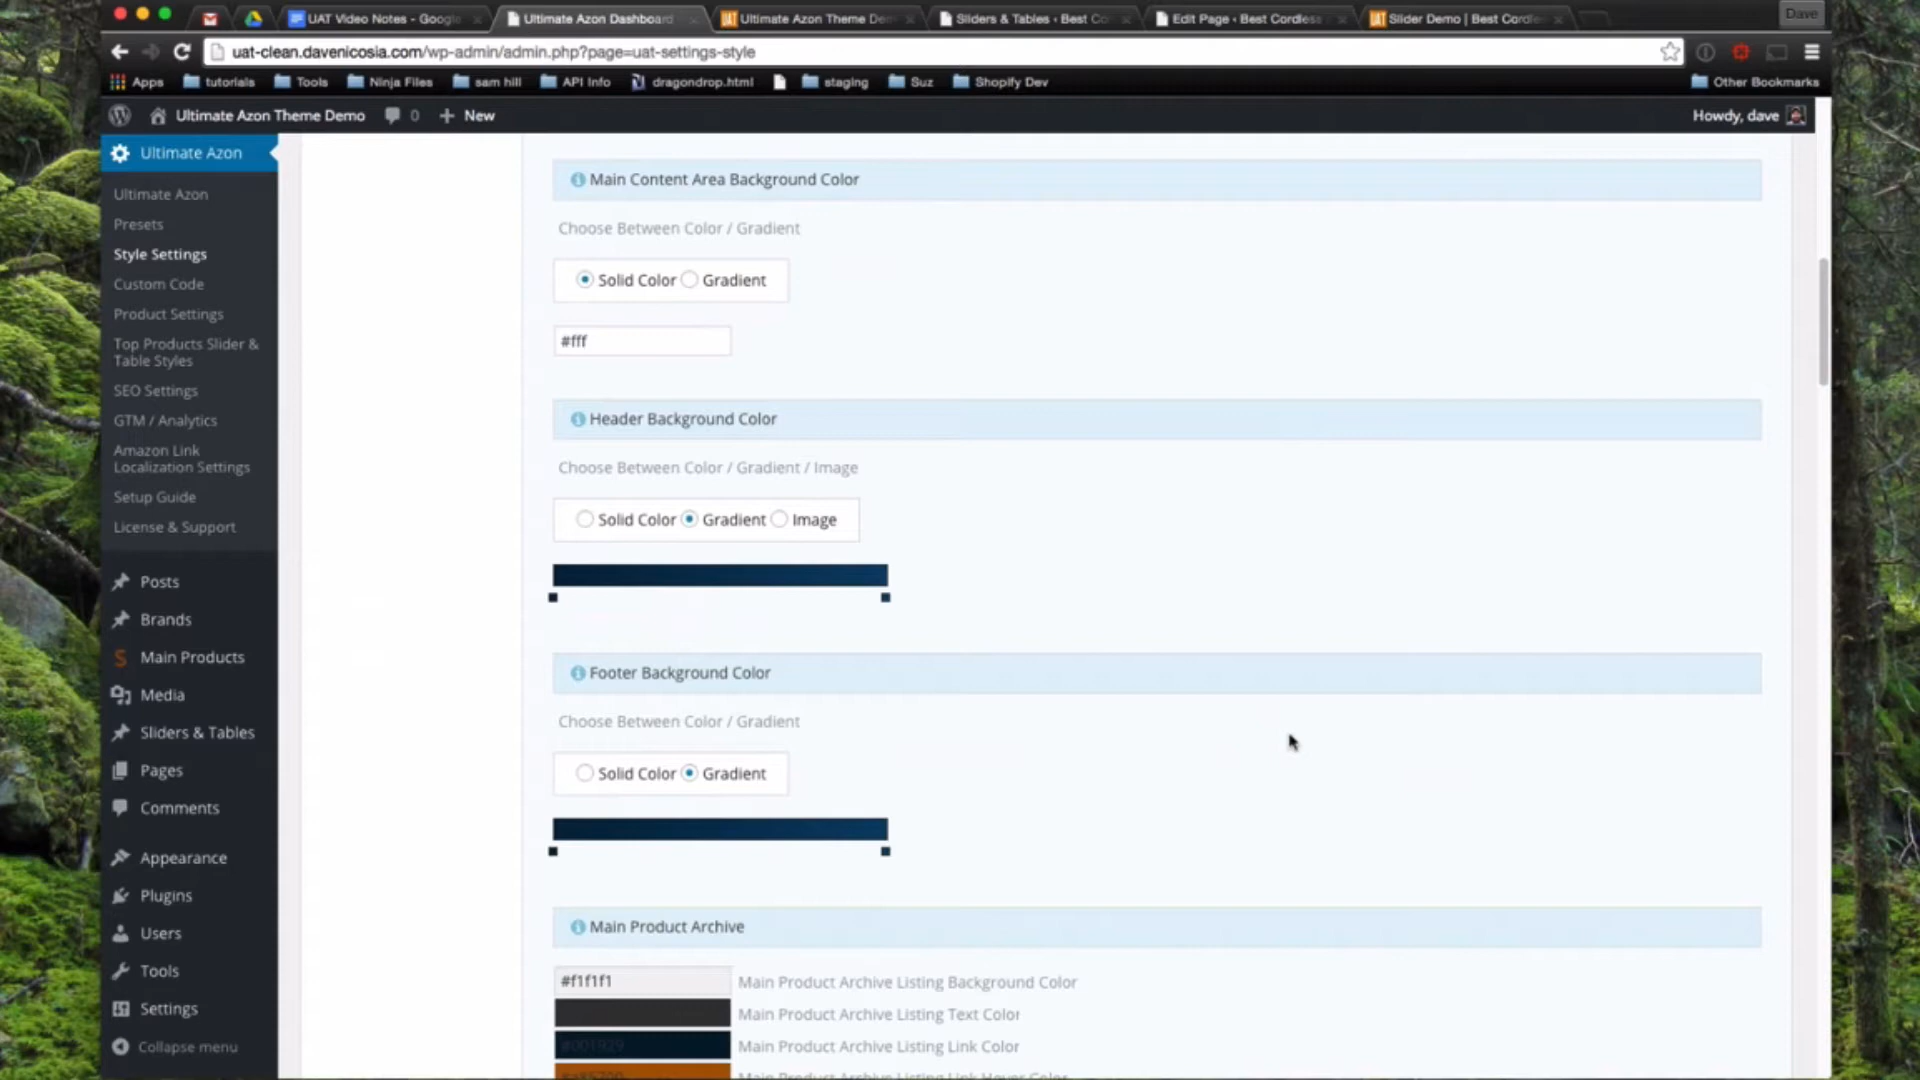 UAT Video Notes - Google
Ultimate Azon Dashboard
Ultimate Azon Theme De
Sliders & Tables ‹ Best Co
Edit Page ‹ Best Cordless
Slider Demo | Best Cordle
Dave
uat-clean.davenicosia.com/wp-admin/admin.php?page=uat-settings-style
Apps tutorials Tools Ninja Files sam hill API Info dragondrop.html staging Suz Shopify Dev Other Bookmarks
Ultimate Azon Theme Demo 0 + New Howdy, dave
Ultimate Azon
Ultimate Azon
Presets
Style Settings
Custom Code
Product Settings
Top Products Slider &
Table Styles
SEO Settings
GTM / Analytics
Amazon Link
Localization Settings
Setup Guide
License & Support
Posts
Brands
Main Products
Media
Sliders & Tables
Pages
Comments
Appearance
Plugins
Users
Tools
Settings
Collapse menu
Main Content Area Background Color
Choose Between Color / Gradient
Solid Color Gradient
#fff
Header Background Color
Choose Between Color / Gradient / Image
Solid Color Gradient Image
Footer Background Color
Choose Between Color / Gradient
Solid Color Gradient
Main Product Archive
#f1f1f1 Main Product Archive Listing Background Color
Main Product Archive Listing Text Color
#001929 Main Product Archive Listing Link Color
Main Product Archive Listing Link Hover Color